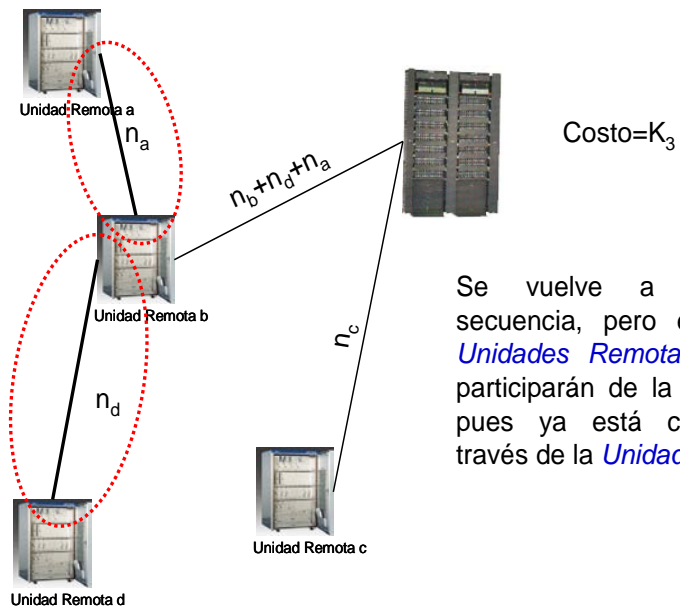 Unidad Remota a
n_a
n_b+n_d+n_a
Costo=K_3
Unidad Remota b
Se vuelve a
secuencia, pero
Unidades Remota
participarán de la
pues ya está c
través de la Unidad
n_c
n_d
Unidad Remota c
Unidad Remota d